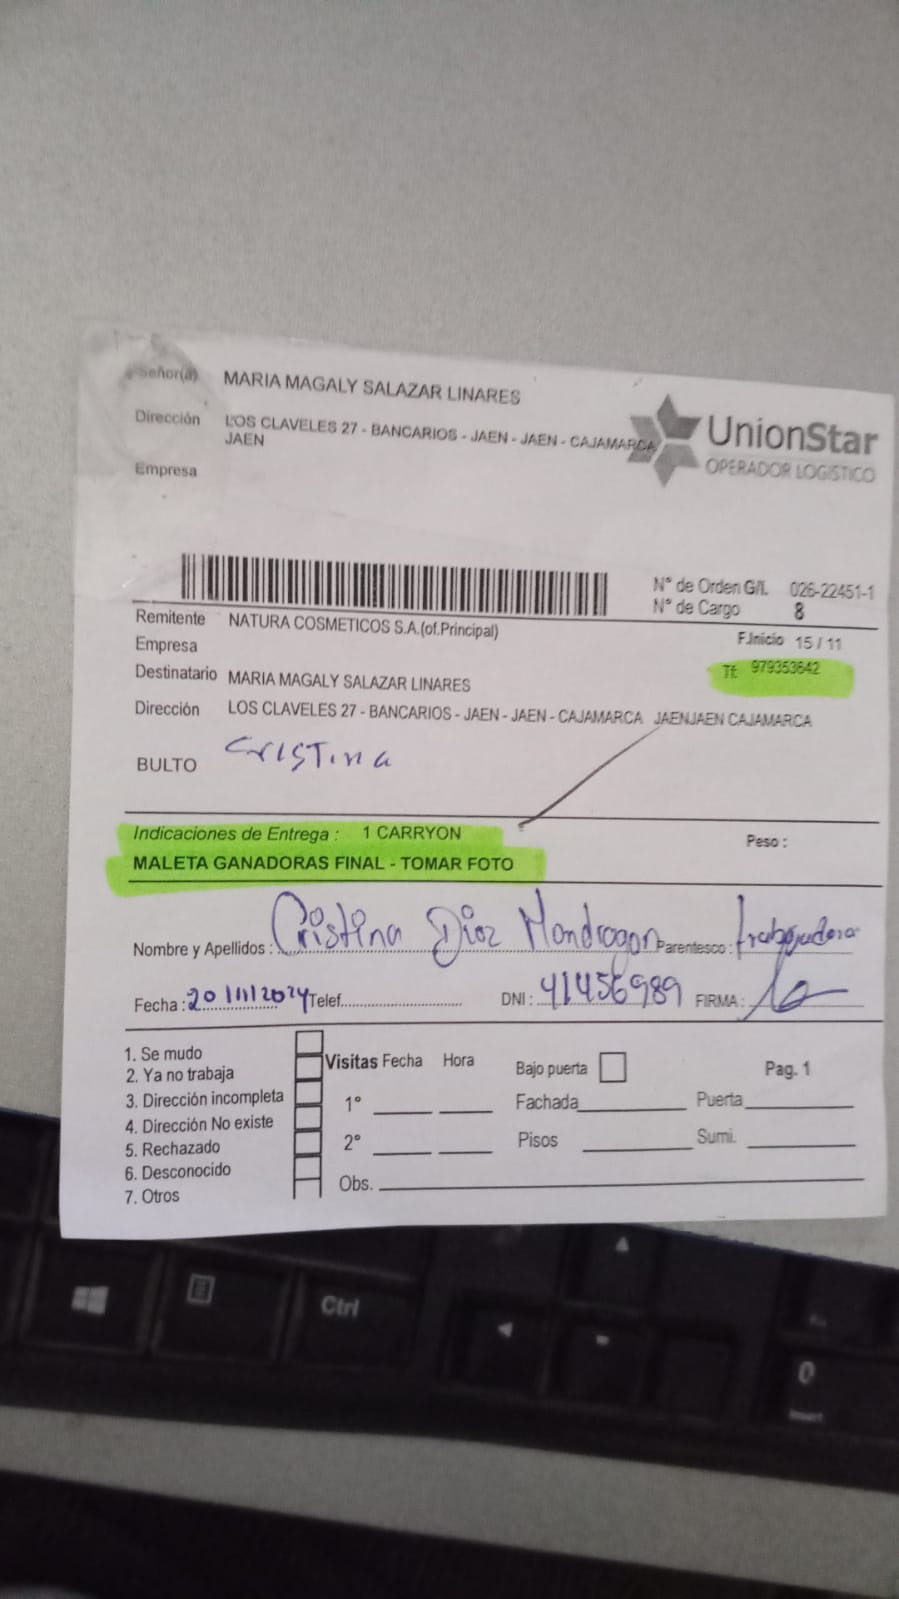 Señor(a) MARIA MAGALY SALAZAR LINARES
Dirección LOS CLAVELES 27 - BANCARIOS - JAEN - JAEN - CAJAMARCA
JAEN
Empresa
UnionStar
OPERADOR LOGISTICO
N° de Orden G/I. 026-22451-1
N° de Cargo 8
Remitente NATURA COSMETICOS S.A.(of.Principal)
F.Inicio 15 / 11
Empresa
Tf: 979353642
Destinatario MARIA MAGALY SALAZAR LINARES
Dirección LOS CLAVELES 27 - BANCARIOS - JAEN - JAEN - CAJAMARCA JAENJAEN CAJAMARCA
BULTO Cristina
Indicaciones de Entrega : 1 CARRYON
Peso :
MALETA GANADORAS FINAL - TOMAR FOTO
Nombre y Apellidos : Cristina Diaz Mondragon Parentesco : trabajadora
Fecha : 20/11/2024 Telef. DNI : 41456989 FIRMA :
1. Se mudo
2. Ya no trabaja
3. Dirección incompleta
4. Dirección No existe
5. Rechazado
6. Desconocido
7. Otros
Visitas Fecha Hora
1°
2°
Obs.
Bajo puerta
Pag. 1
Fachada
Puerta
Pisos
Sumi.
Ctrl
0
Insert